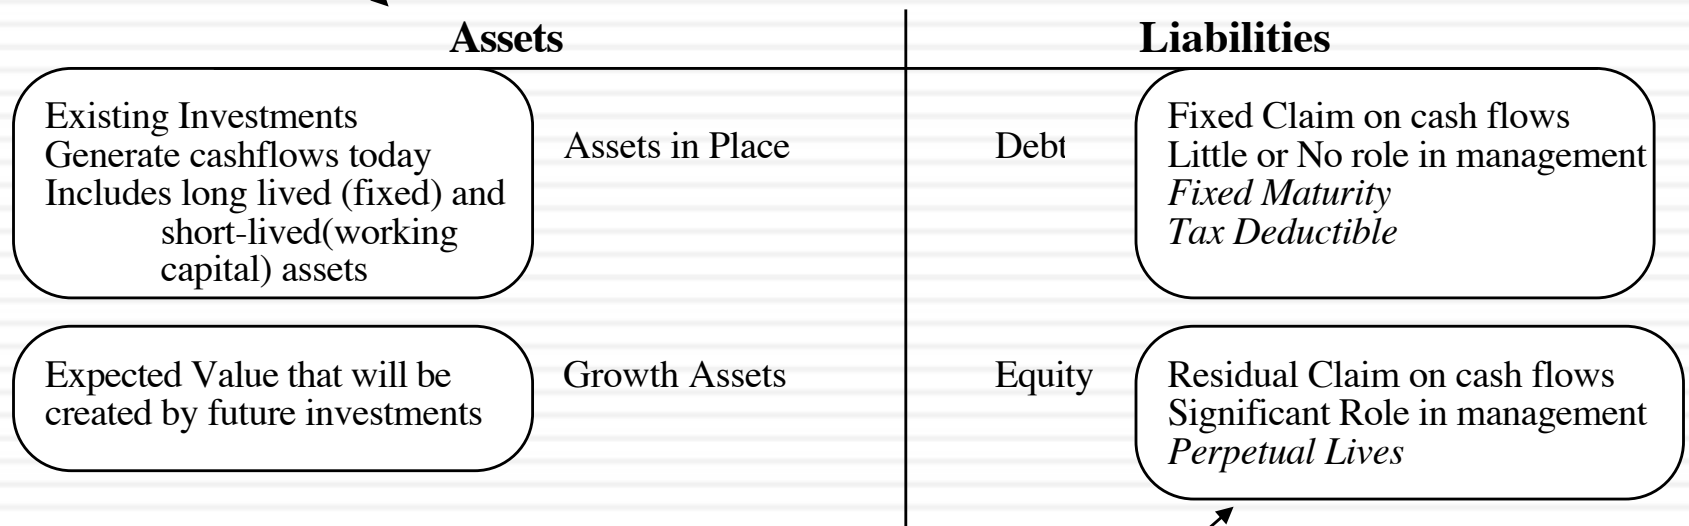 Assets
Liabilities
Existing Investments
Generate cashflows today
Includes long lived (fixed) and
short-lived(working
capital) assets
Assets in Place
Debt
Fixed Claim on cash flows
Little or No role in management
Fixed Maturity
Tax Deductible
Expected Value that will be
created by future investments
Growth Assets
Equity
Residual Claim on cash flows
Significant Role in management
Perpetual Lives